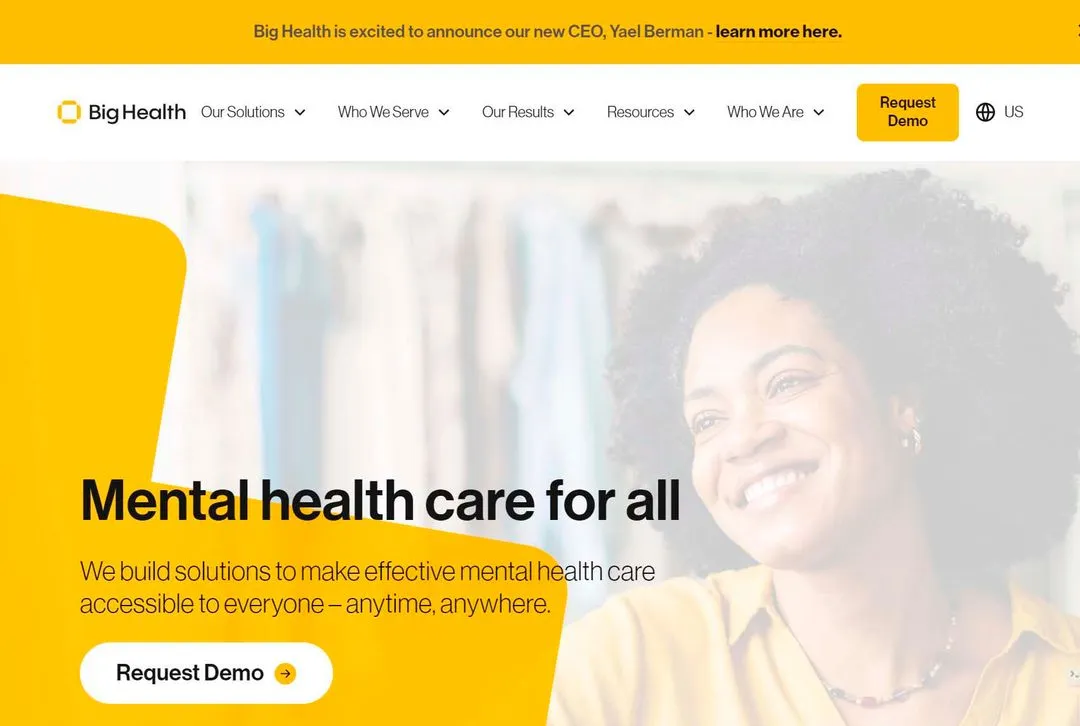 Big Health is excited to announce our new CEO, Yael Berman - learn more here.
Big Health
Our Solutions
Who We Serve
Our Results
Resources
Who We Are
Request
Demo
US
Mental health care for all
We build solutions to make effective mental health care
accessible to everyone – anytime, anywhere.
Request Demo